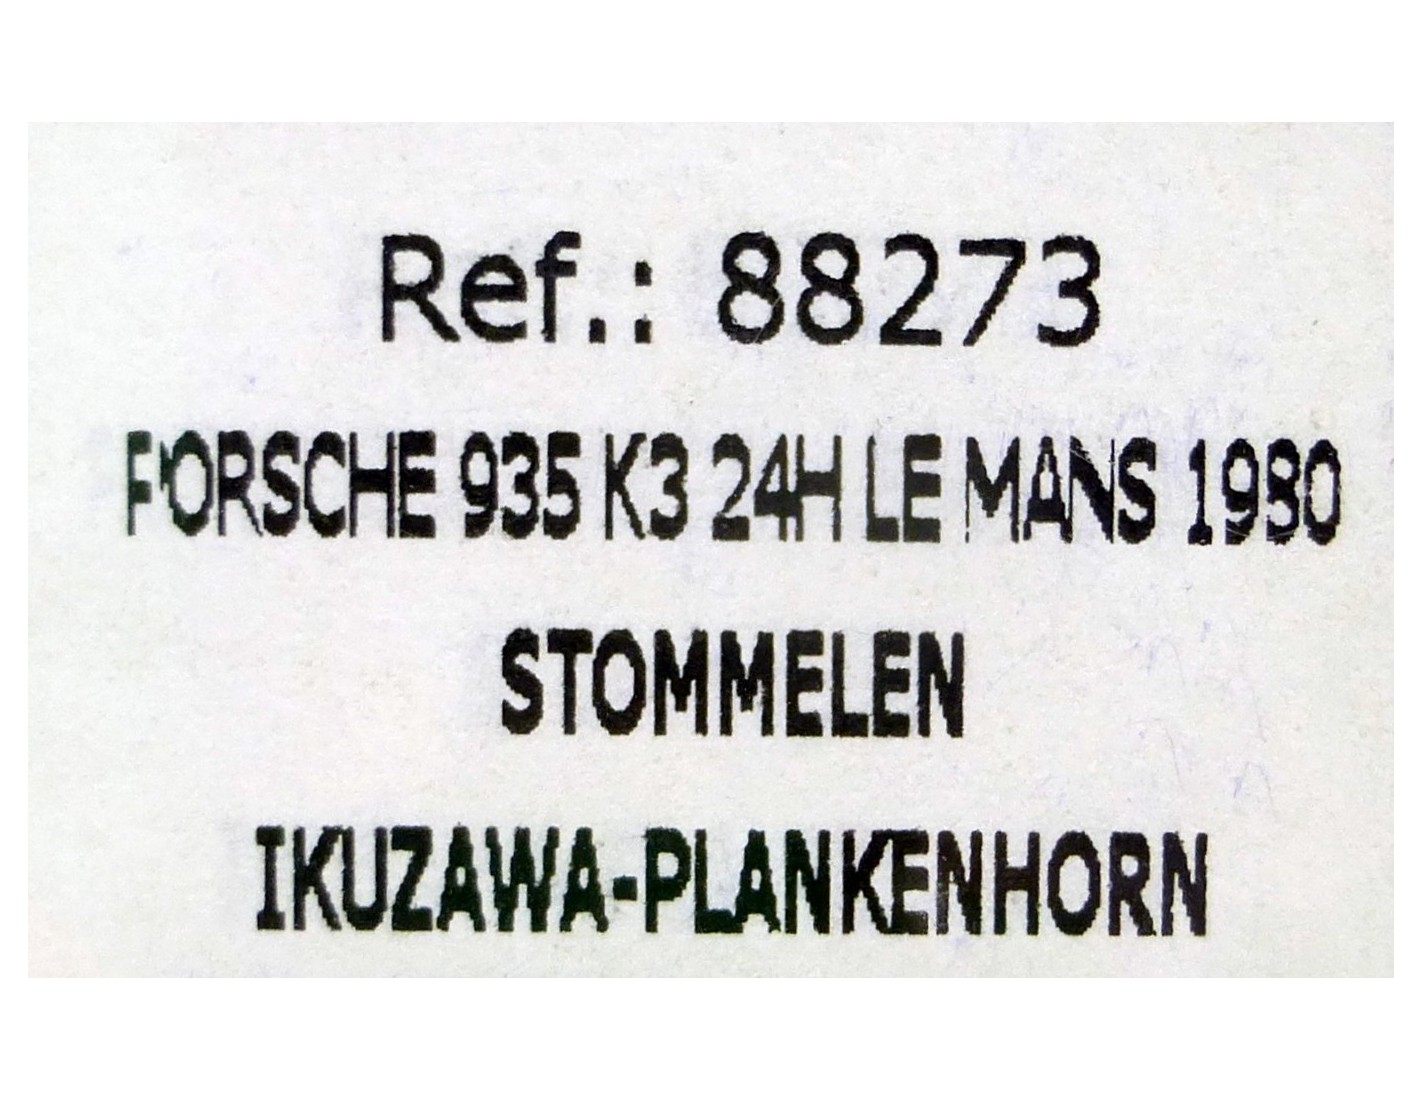 Ref.: 88273
PORSCHE 935 K3 24H LE MANS 1980
STOMMELEN
IKUZAWA-PLANKENHORN